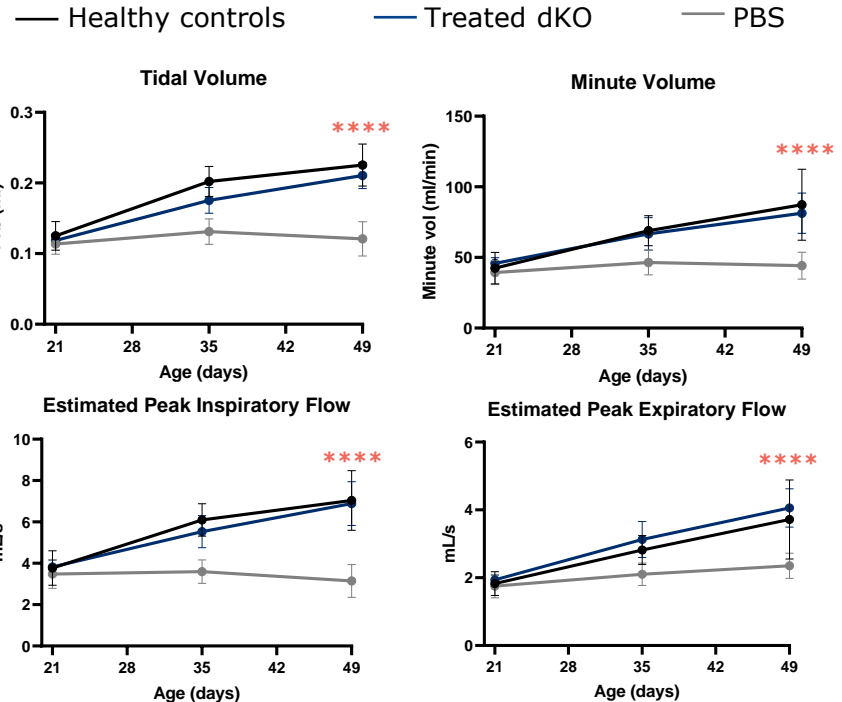 Healthy controls Treated dKO PBS
Tidal Volume
0.3
0.2
0.1
0.0
****
21 28 35 42 49
Age (days)
Minute Volume
150
100
50
0
Minute vol (ml/min)
****
21 28 35 42 49
Age (days)
Estimated Peak Inspiratory Flow
10
8
6
4
2
0
mL/s
****
21 28 35 42 49
Age (days)
Estimated Peak Expiratory Flow
6
4
2
0
mL/s
****
21 28 35 42 49
Age (days)